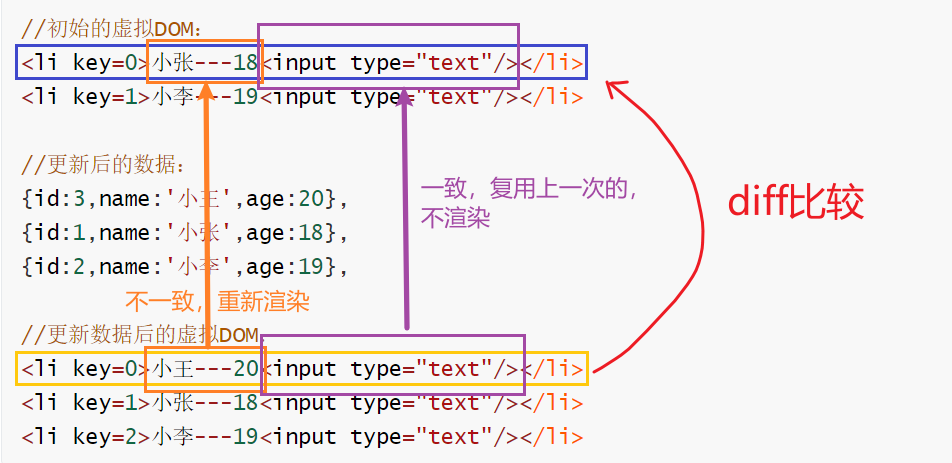 //初始的虚拟DOM：
<li key=0>小张---18<input type="text"/></li>
<li key=1>小李---19<input type="text"/></li>
//更新后的数据：
{id:3,name:'小王',age:20},
{id:1,name:'小张',age:18},
{id:2,name:'小李',age:19},
一致，复用上一次的，
不渲染
diff比较
不一致，重新渲染
//更新数据后的虚拟DOM
<li key=0>小王---20<input type="text"/></li>
<li key=1>小张---18<input type="text"/></li>
<li key=2>小李---19<input type="text"/></li>